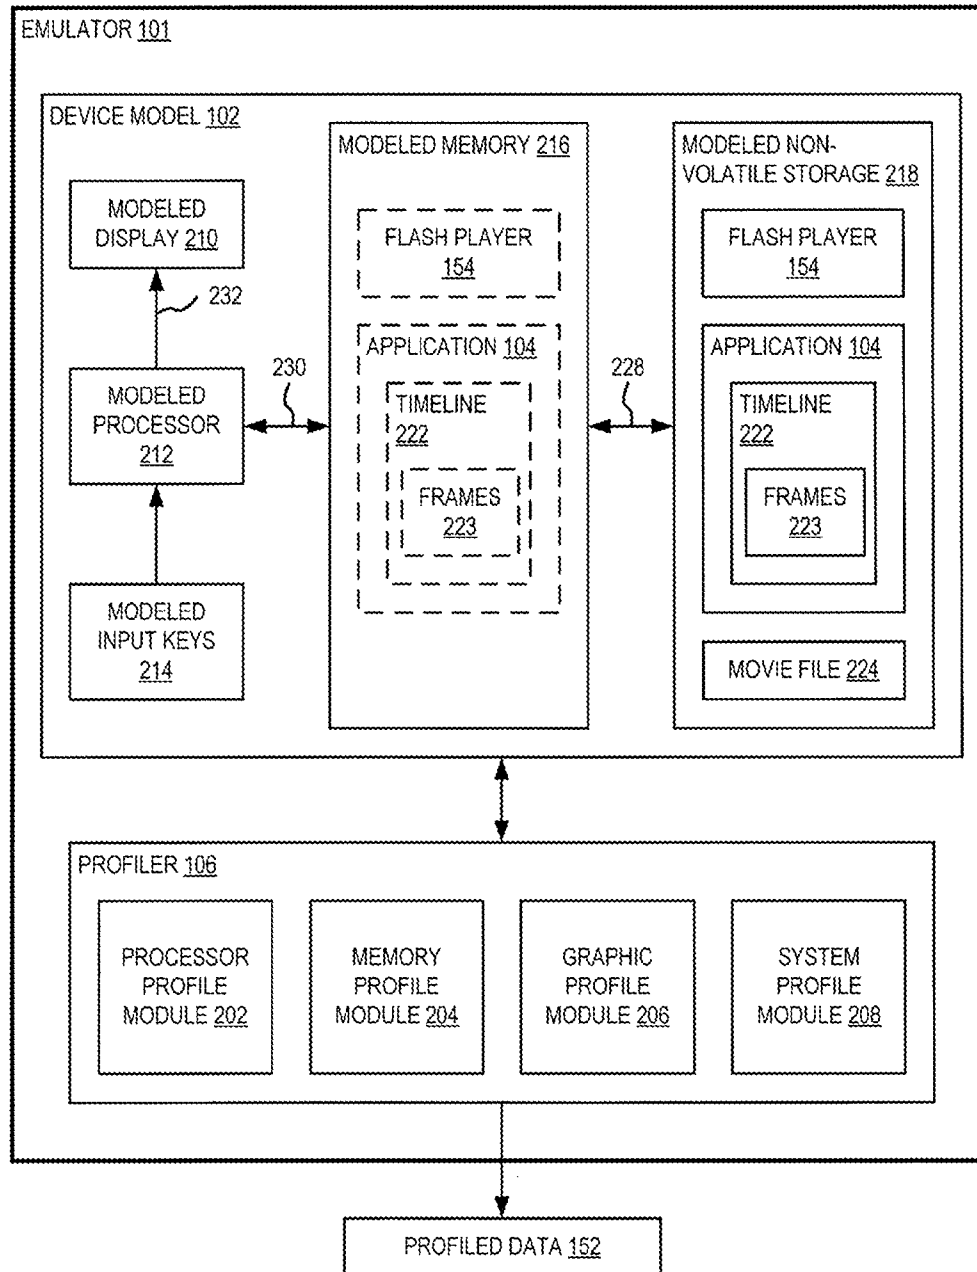 EMULATOR 101
DEVICE MODEL 102
MODELED
DISPLAY 210
232
MODELED
PROCESSOR
212
MODELED
INPUT KEYS
214
230
MODELED MEMORY 216
FLASH PLAYER
154
APPLICATION 104
TIMELINE
222
FRAMES
223
228
MODELED NON-
VOLATILE STORAGE 218
FLASH PLAYER
154
APPLICATION 104
TIMELINE
222
FRAMES
223
MOVIE FILE 224
PROFILER 106
PROCESSOR
PROFILE
MODULE 202
MEMORY
PROFILE
MODULE 204
GRAPHIC
PROFILE
MODULE 206
SYSTEM
PROFILE
MODULE 208
PROFILED DATA 152